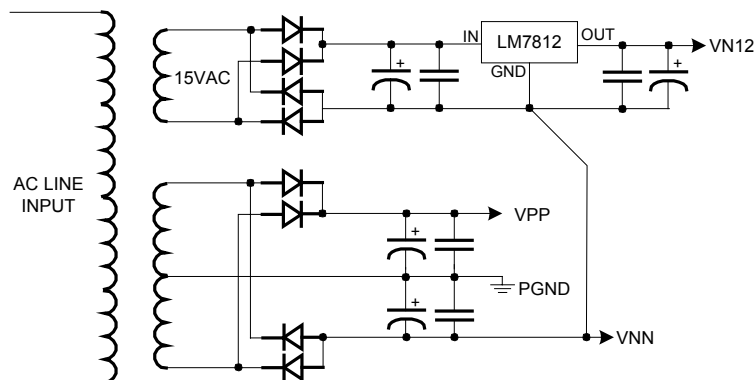 IN
LM7812
OUT
VN12
15VAC
+
GND
+
AC LINE
INPUT
VPP
+
PGND
+
VNN